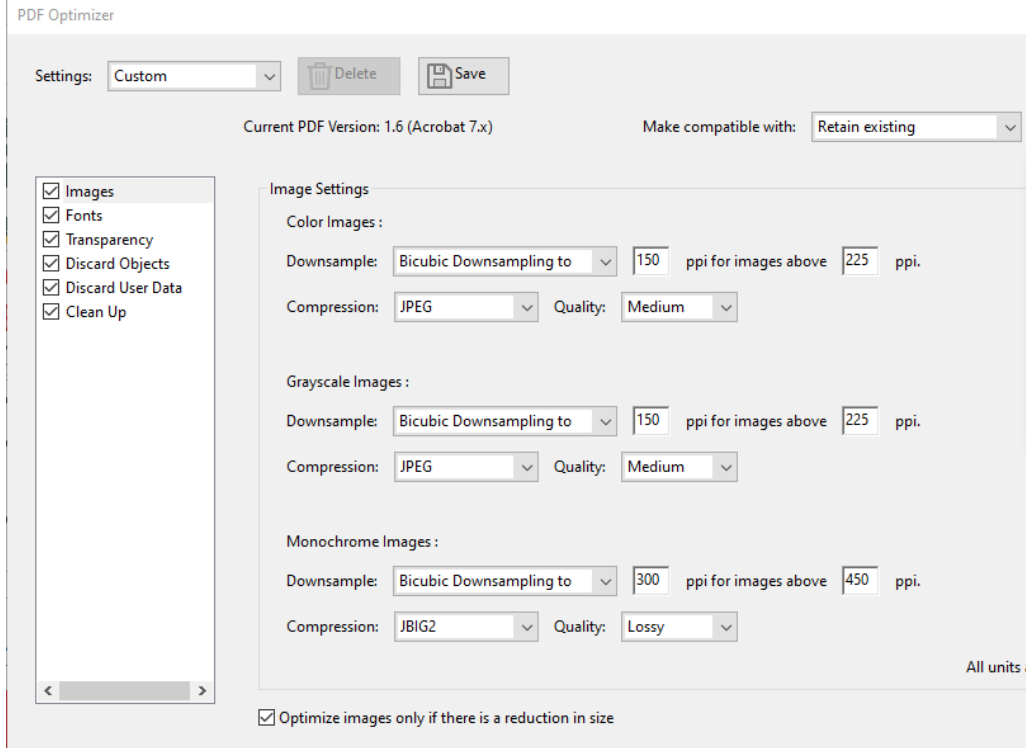 PDF Optimizer
Settings: Custom Delete Save
Current PDF Version: 1.6 (Acrobat 7.x) Make compatible with: Retain existing
Images
Fonts
Transparency
Discard Objects
Discard User Data
Clean Up
Image Settings
Color Images :
Downsample: Bicubic Downsampling to 150 ppi for images above 225 ppi.
Compression: JPEG Quality: Medium
Grayscale Images :
Downsample: Bicubic Downsampling to 150 ppi for images above 225 ppi.
Compression: JPEG Quality: Medium
Monochrome Images :
Downsample: Bicubic Downsampling to 300 ppi for images above 450 ppi.
Compression: JBIG2 Quality: Lossy
All units
Optimize images only if there is a reduction in size